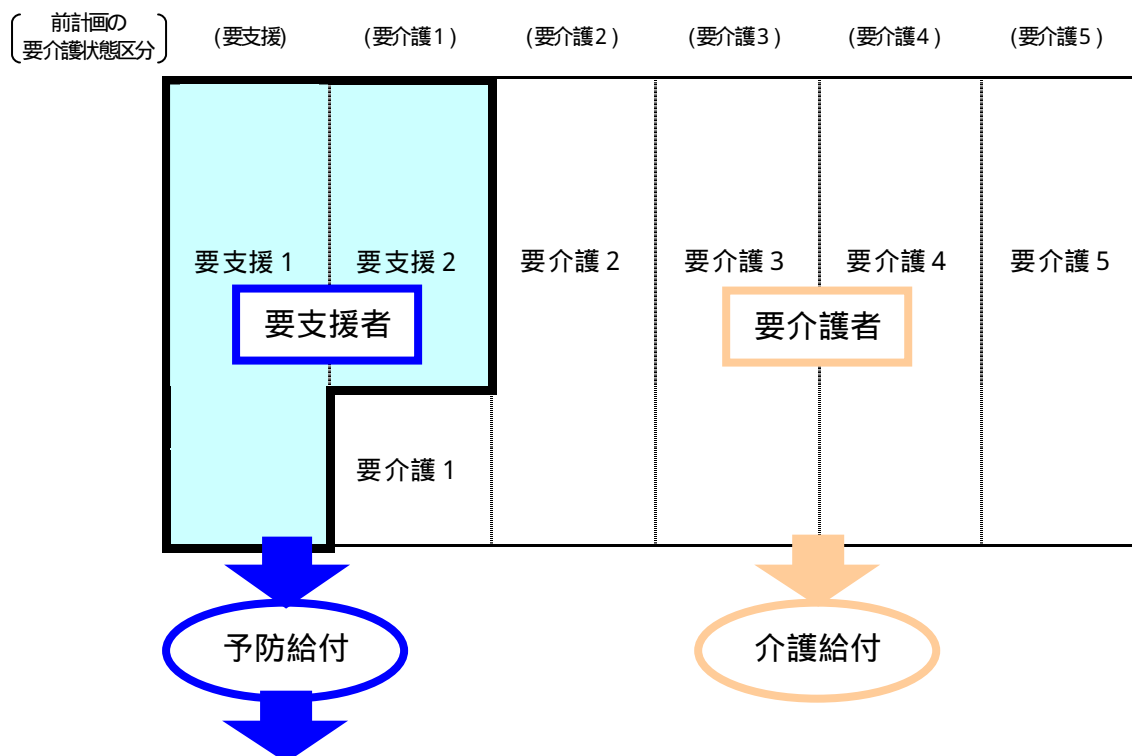 前計画の
要介護状態区分
(要支援)
(要介護1)
(要介護2)
(要介護3)
(要介護4)
(要介護5)
要支援1
要支援2
要介護2
要介護3
要介護4
要介護5
要支援者
要介護者
要介護1
予防給付
介護給付